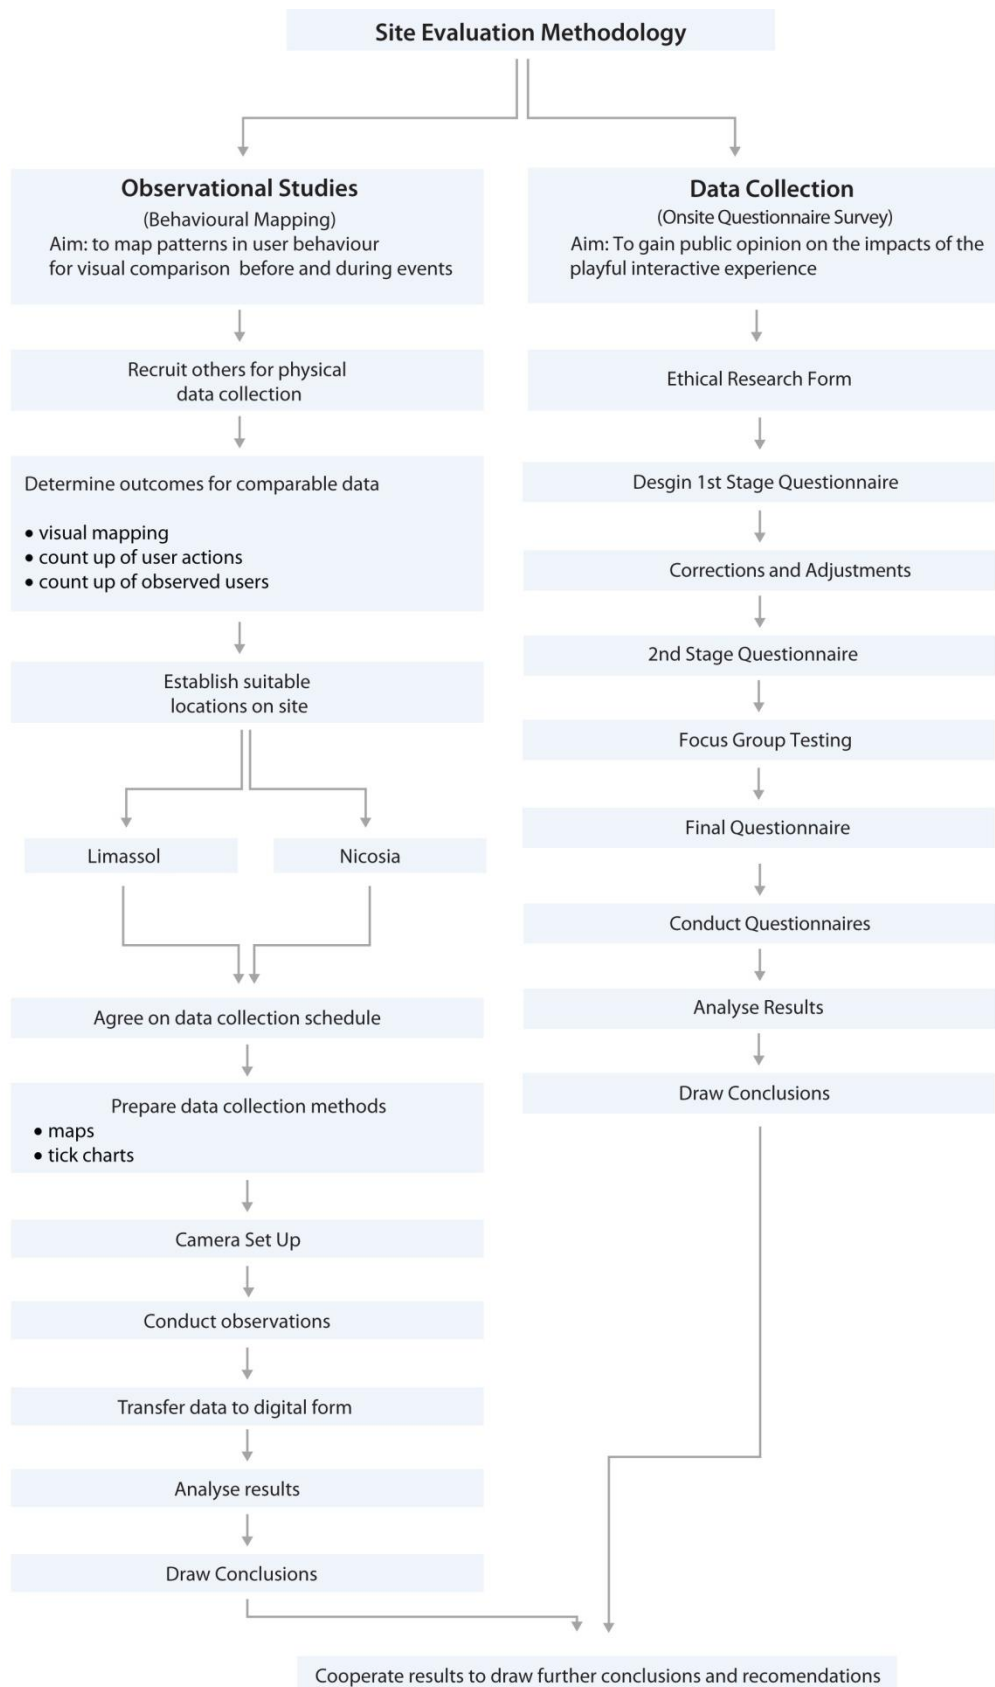 Site Evaluation Methodology
Observational Studies
(Behavioural Mapping)
Aim: to map patterns in user behaviour
for visual comparison before and during events
Recruit others for physical
data collection
Determine outcomes for comparable data
• visual mapping
• count up of user actions
• count up of observed users
Establish suitable
locations on site
Limassol
Nicosia
Agree on data collection schedule
Prepare data collection methods
• maps
• tick charts
Camera Set Up
Conduct observations
Transfer data to digital form
Analyse results
Draw Conclusions
Data Collection
(Onsite Questionnaire Survey)
Aim: To gain public opinion on the impacts of the
playful interactive experience
Ethical Research Form
Desgin 1st Stage Questionnaire
Corrections and Adjustments
2nd Stage Questionnaire
Focus Group Testing
Final Questionnaire
Conduct Questionnaires
Analyse Results
Draw Conclusions
Cooperate results to draw further conclusions and recomendations